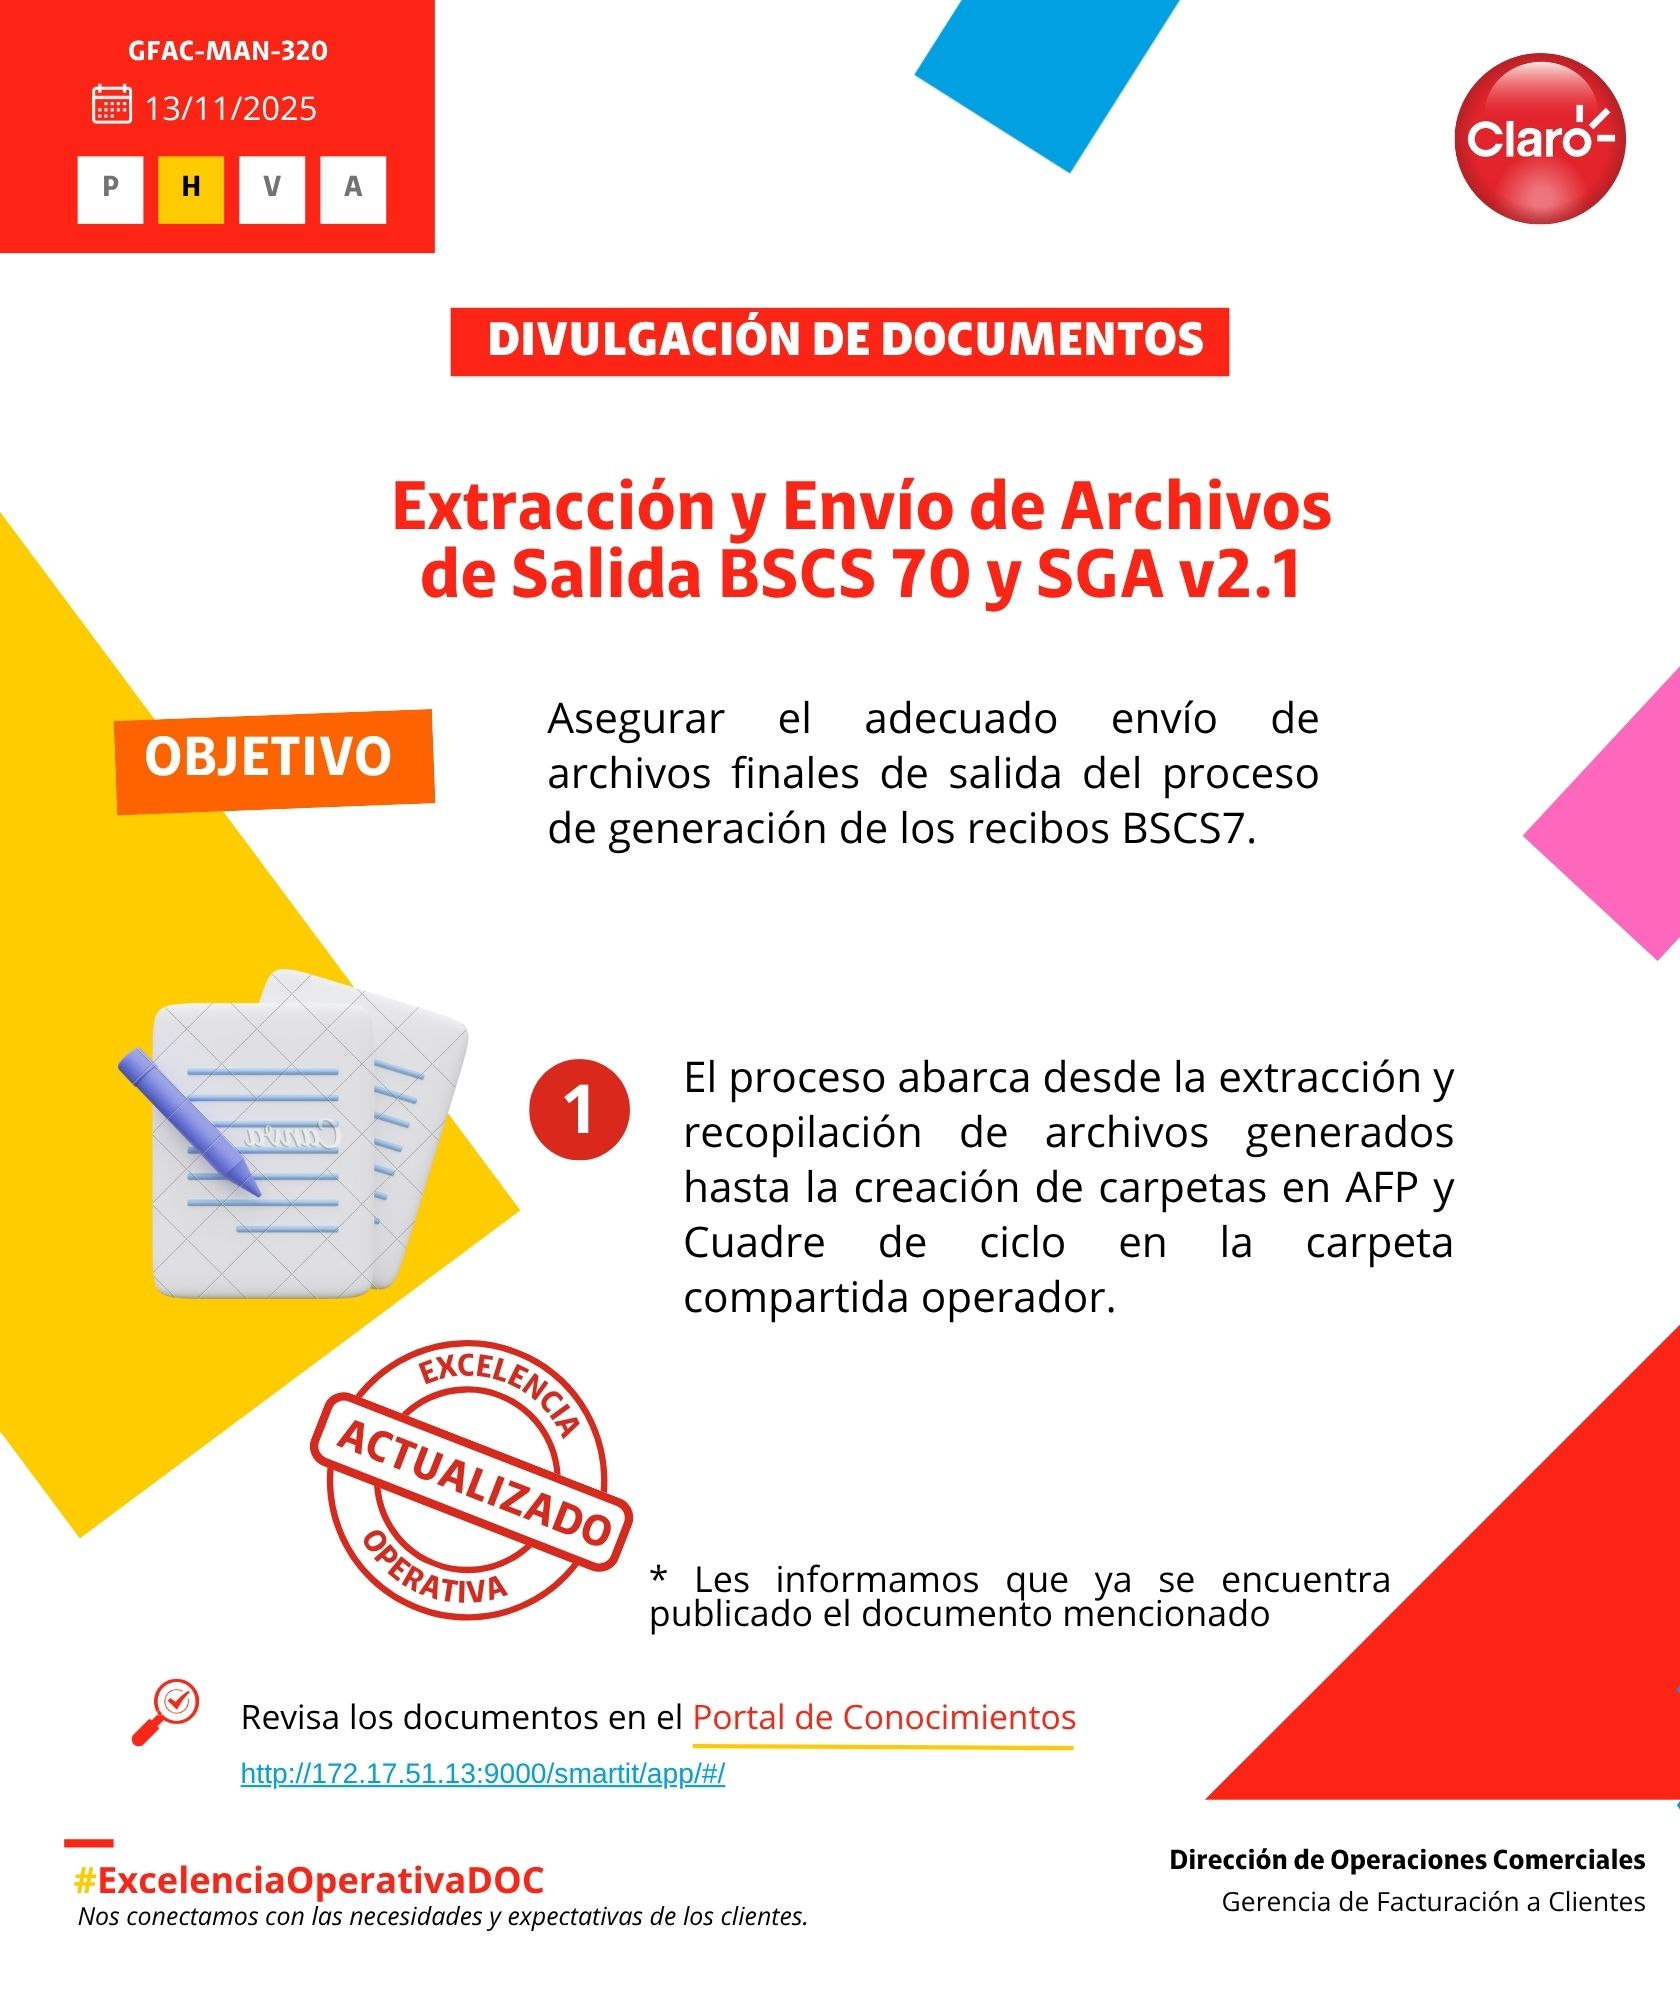 GFAC-MAN-320
13/11/2025
P H V A
Claro
DIVULGACIÓN DE DOCUMENTOS
Extracción y Envío de Archivos
de Salida BSCS 70 y SGA v2.1
OBJETIVO
Asegurar el adecuado envío de
archivos finales de salida del proceso
de generación de los recibos BSCS7.
Canva
1
El proceso abarca desde la extracción y
recopilación de archivos generados
hasta la creación de carpetas en AFP y
Cuadre de ciclo en la carpeta
compartida operador.
EXCELENCIA
ACTUALIZADO
OPERATIVA
* Les informamos que ya se encuentra
publicado el documento mencionado
Revisa los documentos en el Portal de Conocimientos
http://172.17.51.13:9000/smartit/app/#/
#ExcelenciaOperativaDOC
Nos conectamos con las necesidades y expectativas de los clientes.
Dirección de Operaciones Comerciales
Gerencia de Facturación a Clientes